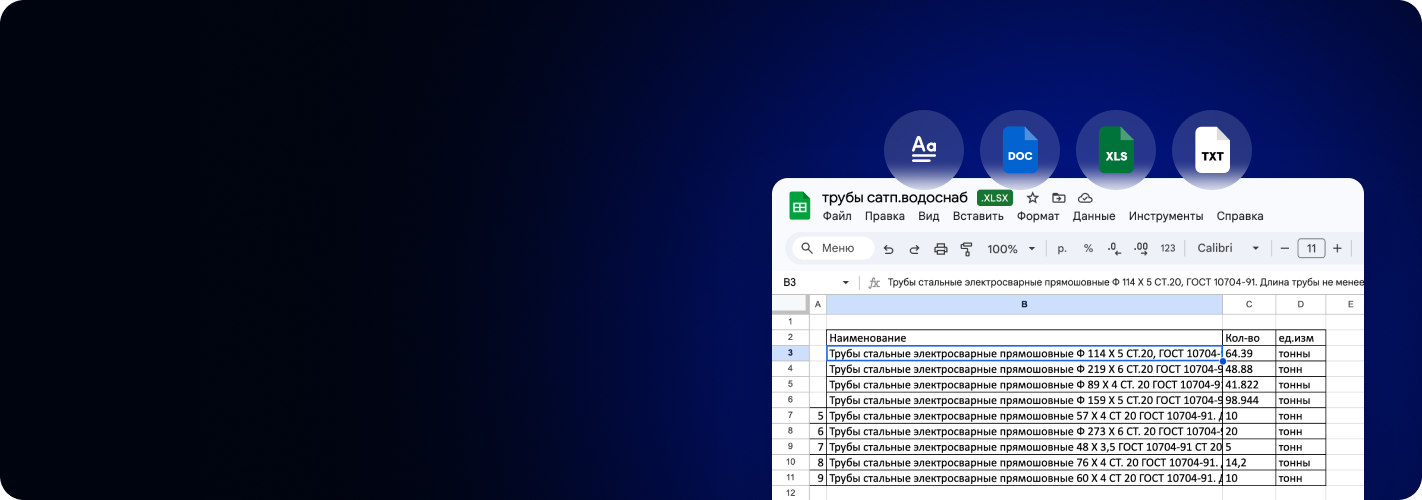 Aa DOC XLS TXT
трубы сатп.водоснаб .XLSX
Файл Правка Вид Вставить Формат Данные Инструменты Справка
Меню 100% р. % .0 .00 123 Calibri 11
B3 fx Трубы стальные электросварные прямошовные Ф 114 Х 5 СТ.20, ГОСТ 10704-91. Длина трубы не менее
A B C D E
1
2 Наименование Кол-во ед.изм
3 Трубы стальные электросварные прямошовные Ф 114 Х 5 СТ.20, ГОСТ 10704- 64.39 тонны
4 Трубы стальные электросварные прямошовные Ф 219 Х 6 СТ.20 ГОСТ 10704-9 48.88 тонн
5 Трубы стальные электросварные прямошовные Ф 89 Х 4 СТ. 20 ГОСТ 10704-91 41.822 тонны
6 Трубы стальные электросварные прямошовные Ф 159 Х 5 СТ.20 ГОСТ 10704-9 98.944 тонны
7 5 Трубы стальные электросварные прямошовные 57 Х 4 СТ 20 ГОСТ 10704-91. 10 тонн
8 6 Трубы стальные электросварные прямошовные Ф 273 Х 6 СТ. 20 ГОСТ 10704-9 20 тонн
9 7 Трубы стальные электросварные прямошовные 48 Х 3,5 ГОСТ 10704-91 СТ 20 5 тонн
10 8 Трубы стальные электросварные прямошовные 76 Х 4 СТ. 20 ГОСТ 10704-91. 14,2 тонны
11 9 Трубы стальные электросварные прямошовные 60 Х 4 СТ 20 ГОСТ 10704-91. 10 тонн
12